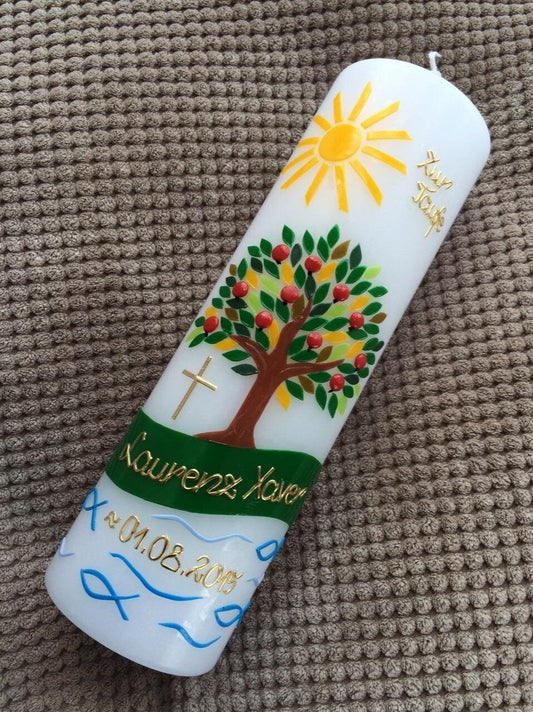 Zur
Taufe
Laurenz Xaver
~ 01.08.2015